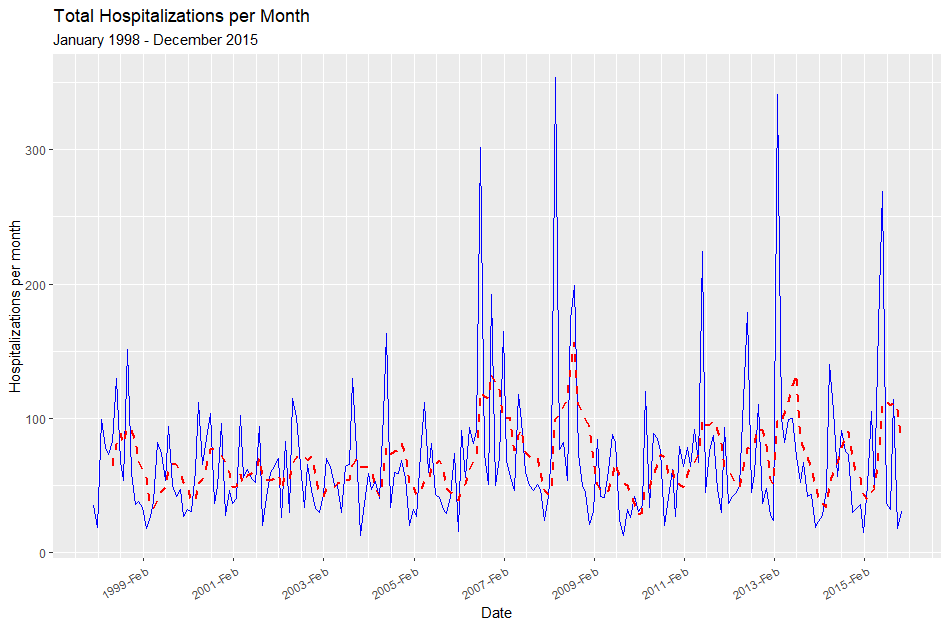 Total Hospitalizations per Month
January 1998 - December 2015
Hospitalizations per month
300
200
100
0
1999-Feb
2001-Feb
2003-Feb
2005-Feb
2007-Feb
2009-Feb
2011-Feb
2013-Feb
2015-Feb
Date